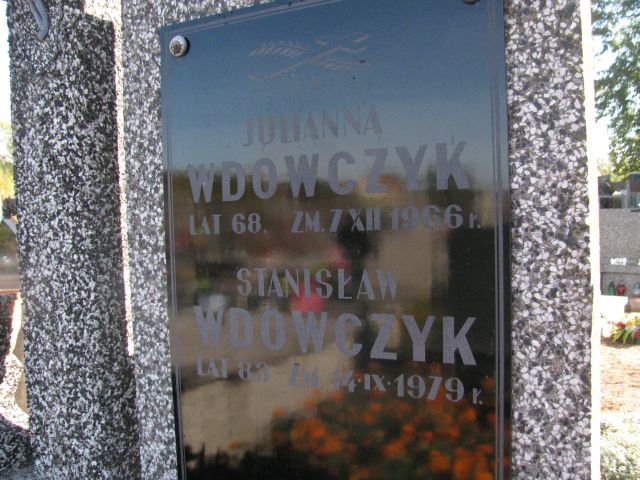 JULIANNA
WDOWCZYK
LAT 68. ZM. 7 XII 1966 r.
STANISŁAW
WDOWCZYK
LAT 83 ZM. 14·IX·1979 r.